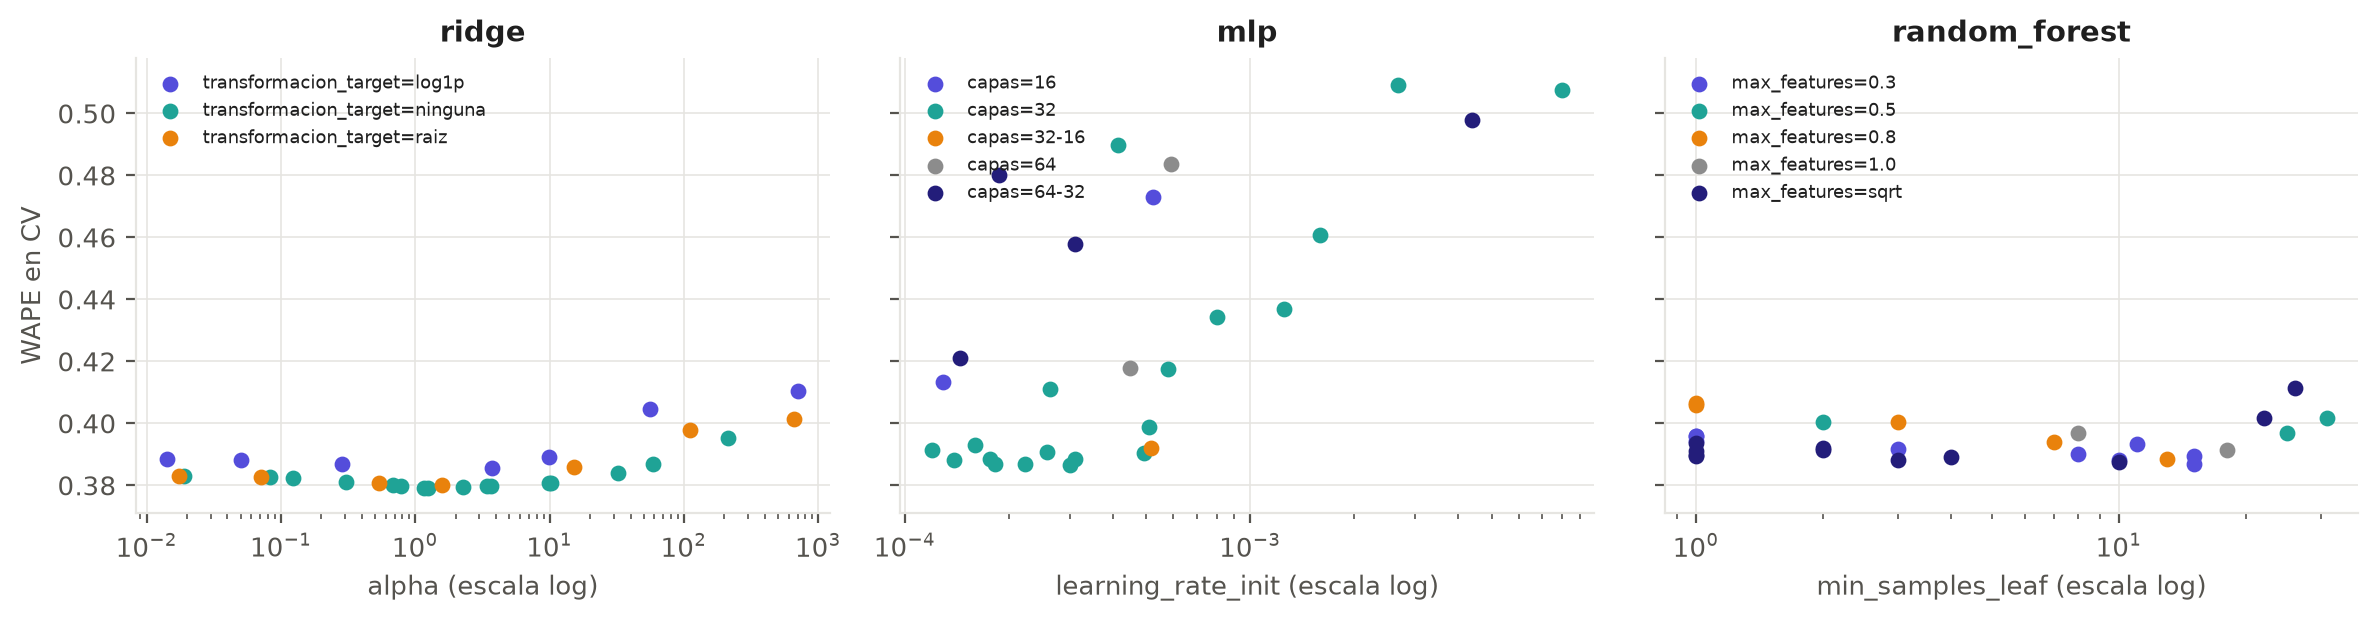 ridge
transformacion_target=log1p
transformacion_target=ninguna
transformacion_target=raiz
WAPE en CV
0.50
0.48
0.46
0.44
0.42
0.40
0.38
10⁻² 10⁻¹ 10⁰ 10¹ 10² 10³
alpha (escala log)
mlp
capas=16
capas=32
capas=32-16
capas=64
capas=64-32
10⁻⁴ 10⁻³
learning_rate_init (escala log)
random_forest
max_features=0.3
max_features=0.5
max_features=0.8
max_features=1.0
max_features=sqrt
10⁰ 10¹
min_samples_leaf (escala log)